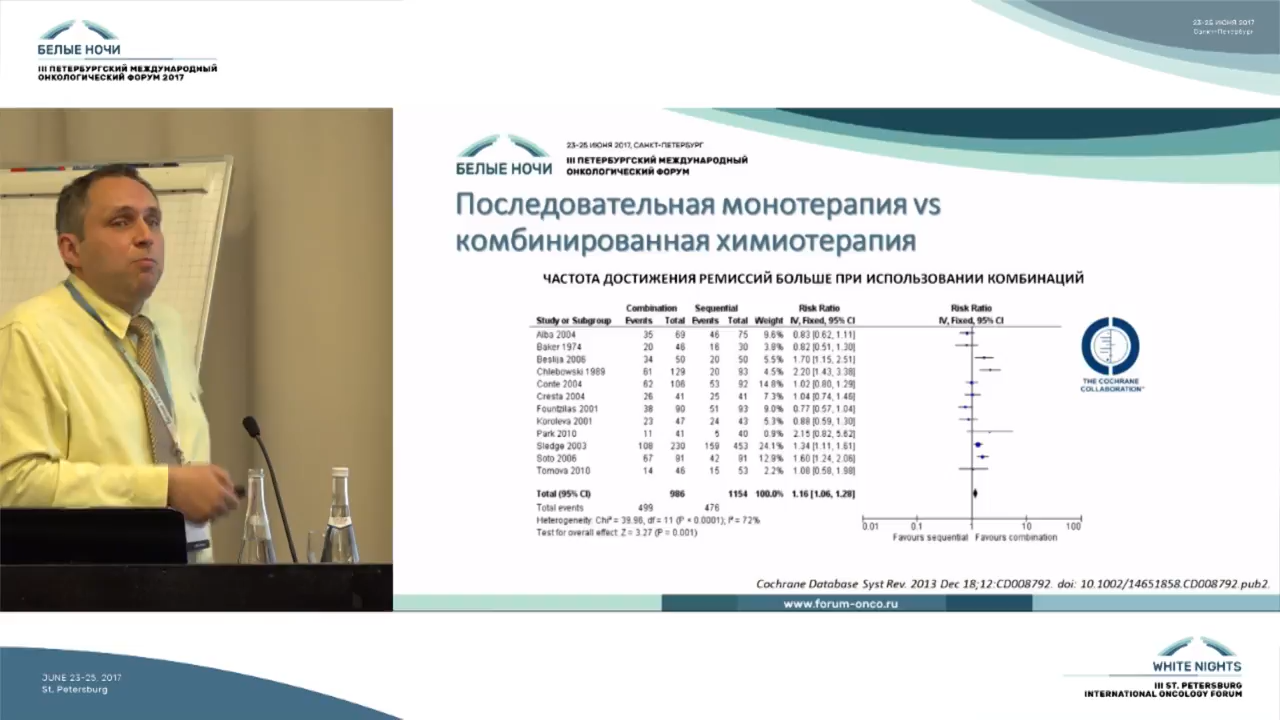 БЕЛЫЕ НОЧИ
III ПЕТЕРБУРГСКИЙ МЕЖДУНАРОДНЫЙ
ОНКОЛОГИЧЕСКИЙ ФОРУМ 2017
23-25 ИЮНЯ 2017
Санкт-Петербург
23-25 ИЮНЯ 2017, САНКТ-ПЕТЕРБУРГ
БЕЛЫЕ НОЧИ
III ПЕТЕРБУРГСКИЙ МЕЖДУНАРОДНЫЙ
ОНКОЛОГИЧЕСКИЙ ФОРУМ
Последовательная монотерапия vs
комбинированная химиотерапия
ЧАСТОТА ДОСТИЖЕНИЯ РЕМИССИЙ БОЛЬШЕ ПРИ ИСПОЛЬЗОВАНИИ КОМБИНАЦИЙ
Combination Sequential Risk Ratio Risk Ratio
Study or Subgroup Events Total Events Total Weight IV, Fixed, 95% CI IV, Fixed, 95% CI
Alba 2004 35 69 46 75 9.6% 0.83 [0.62, 1.11]
Baker 1974 20 46 16 30 3.8% 0.82 [0.51, 1.30]
Beslija 2006 34 50 20 50 5.5% 1.70 [1.15, 2.51]
Chlebowski 1989 61 129 20 93 4.5% 2.20 [1.43, 3.38]
Conte 2004 62 106 53 92 14.8% 1.02 [0.80, 1.29]
Cresta 2004 26 41 25 41 8.1% 1.04 [0.74, 1.46]
Fountzilas 2001 38 90 51 93 9.0% 0.77 [0.57, 1.04]
Koroleva 2001 23 47 24 43 5.3% 0.88 [0.59, 1.30]
Park 2010 11 41 5 40 0.9% 2.15 [0.82, 5.62]
Sledge 2003 108 230 159 453 24.1% 1.34 [1.11, 1.61]
Soto 2006 67 91 42 91 12.9% 1.60 [1.24, 2.06]
Tomova 2010 14 46 15 53 2.2% 1.08 [0.58, 1.98]
Total (95% CI) 986 1154 100.0% 1.16 [1.06, 1.28]
Total events 499 476
Heterogeneity: Chi² = 39.96, df = 11 (P < 0.0001); I² = 72%
Test for overall effect: Z = 3.27 (P = 0.001)
0.01 0.1 1 10 100
Favours sequential Favours combination
THE COCHRANE
COLLABORATION
Cochrane Database Syst Rev. 2013 Dec 18;12:CD008792. doi: 10.1002/14651858.CD008792.pub2.
www.forum-onco.ru
JUNE 23-25, 2017
St. Petersburg
WHITE NIGHTS
III ST. PETERSBURG
INTERNATIONAL ONCOLOGY FORUM